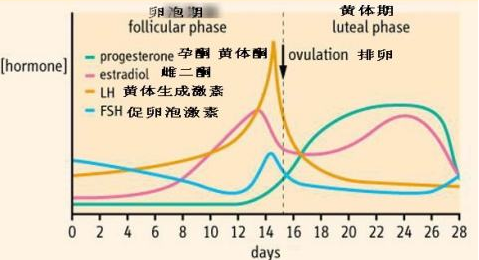 卵泡期 黄体期
follicular phase luteal phase
progesterone 孕酮 黄体酮
ovulation 排卵
[hormone]
estradiol 雌二酮
LH 黄体生成激素
FSH 促卵泡激素
0 2 4 6 8 10 12 14 16 18 20 22 24 26 28
days